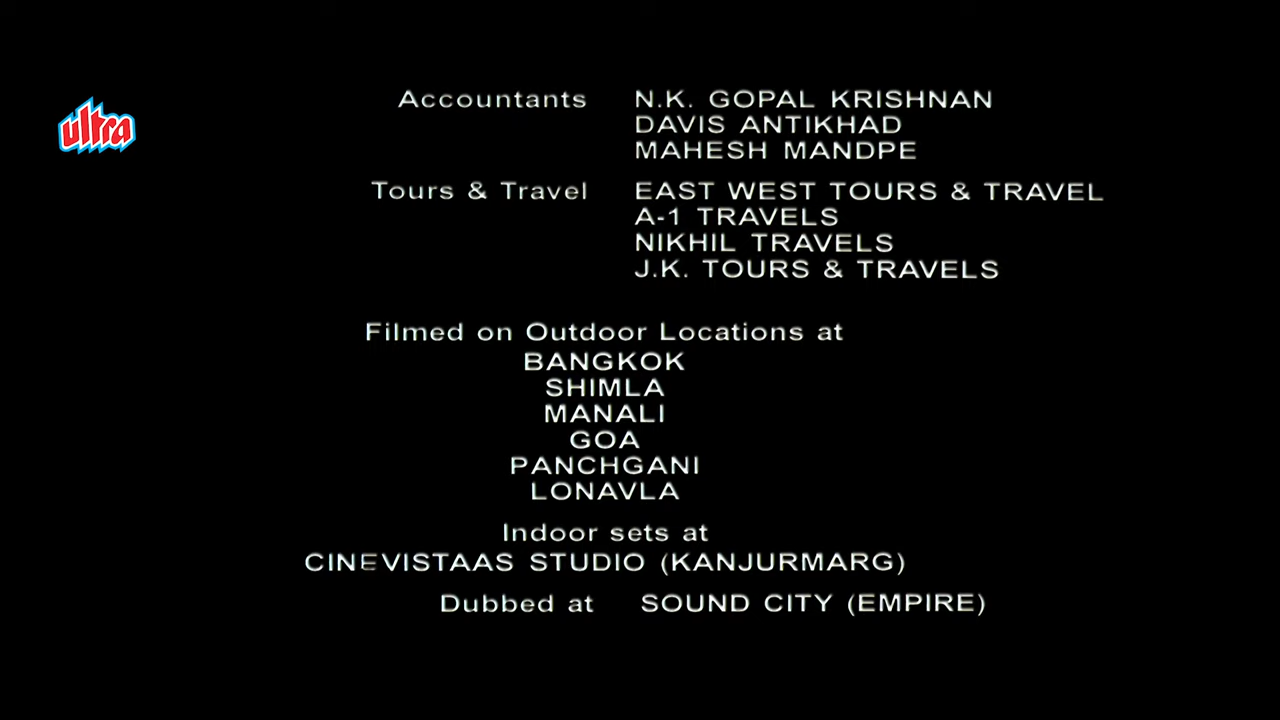 ultra
Accountants N.K. GOPAL KRISHNAN
DAVIS ANTIKHAD
MAHESH MANDPE
Tours & Travel EAST WEST TOURS & TRAVEL
A-1 TRAVELS
NIKHIL TRAVELS
J.K. TOURS & TRAVELS
Filmed on Outdoor Locations at
BANGKOK
SHIMLA
MANALI
GOA
PANCHGANI
LONAVLA
Indoor sets at
CINEVISTAAS STUDIO (KANJURMARG)
Dubbed at SOUND CITY (EMPIRE)